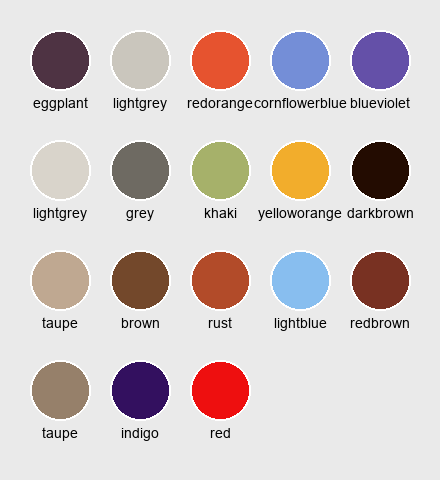 eggplant lightgrey redorange cornflowerblue blueviolet
lightgrey grey khaki yelloworange darkbrown
taupe brown rust lightblue redbrown
taupe indigo red